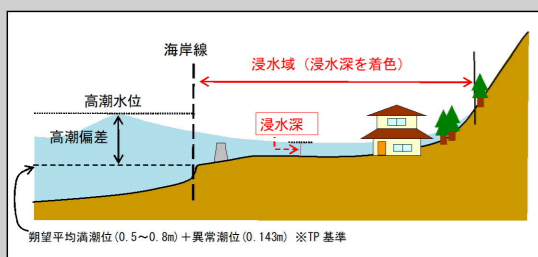 海岸線
浸水域（浸水深を着色）
高潮水位
高潮偏差
浸水深
朔望平均満潮位(0.5～0.8m)＋異常潮位(0.143m) ※TP基準